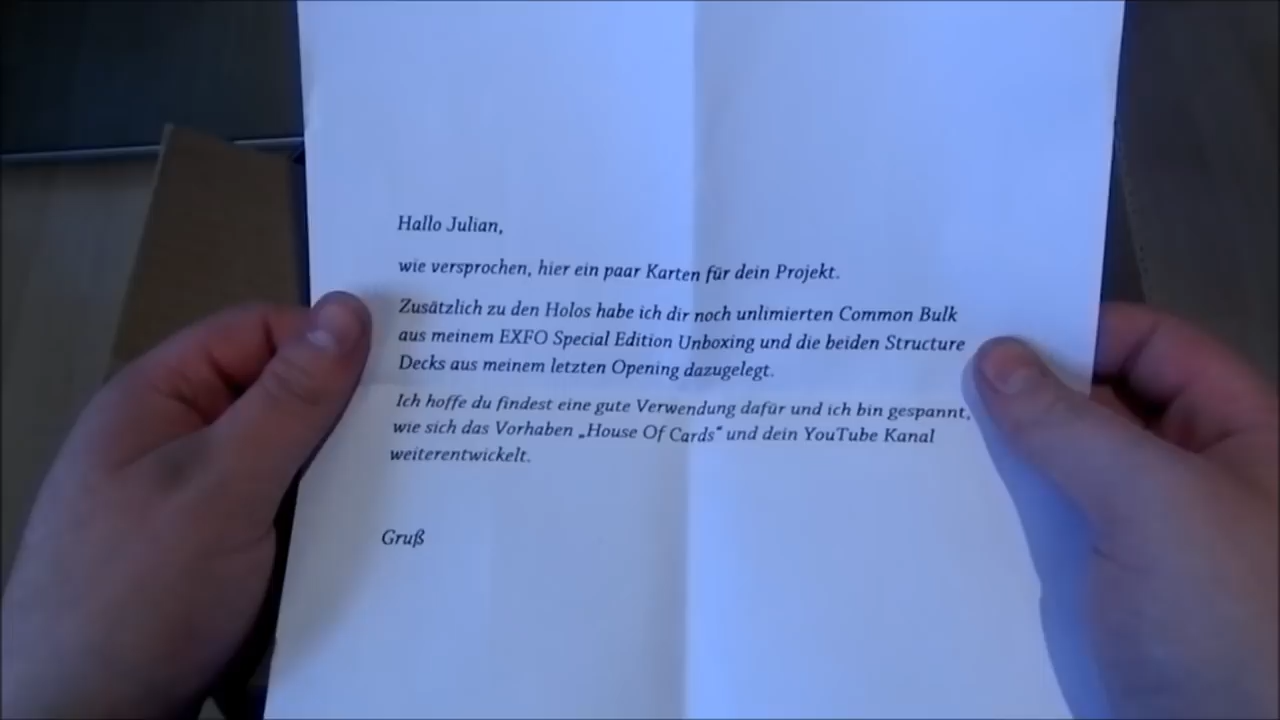 Hallo Julian,
wie versprochen, hier ein paar Karten für dein Projekt.
Zusätzlich zu den Holos habe ich dir noch unlimierten Common Bulk
aus meinem EXFO Special Edition Unboxing und die beiden Structure
Decks aus meinem letzten Opening dazugelegt.
Ich hoffe du findest eine gute Verwendung dafür und ich bin gespannt,
wie sich das Vorhaben „House Of Cards“ und dein YouTube Kanal
weiterentwickelt.
Gruß